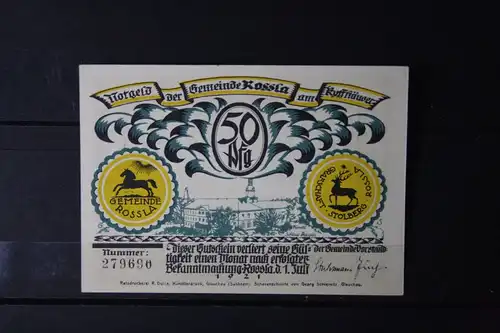 Notgeld der Gemeinde Rossla am Kyffhäuser
50
Pfg
GEMEINDE
ROSSLA
GRAFSCHAFT
ROSSLA
STOLBERG
Nummer:
279690
Dieser Gutschein verliert seine Gül- der Gemeindevorstand
tigkeit einen Monat nach erfolgter
Bekanntmachung. Rossla. d. 1. Juli
1921